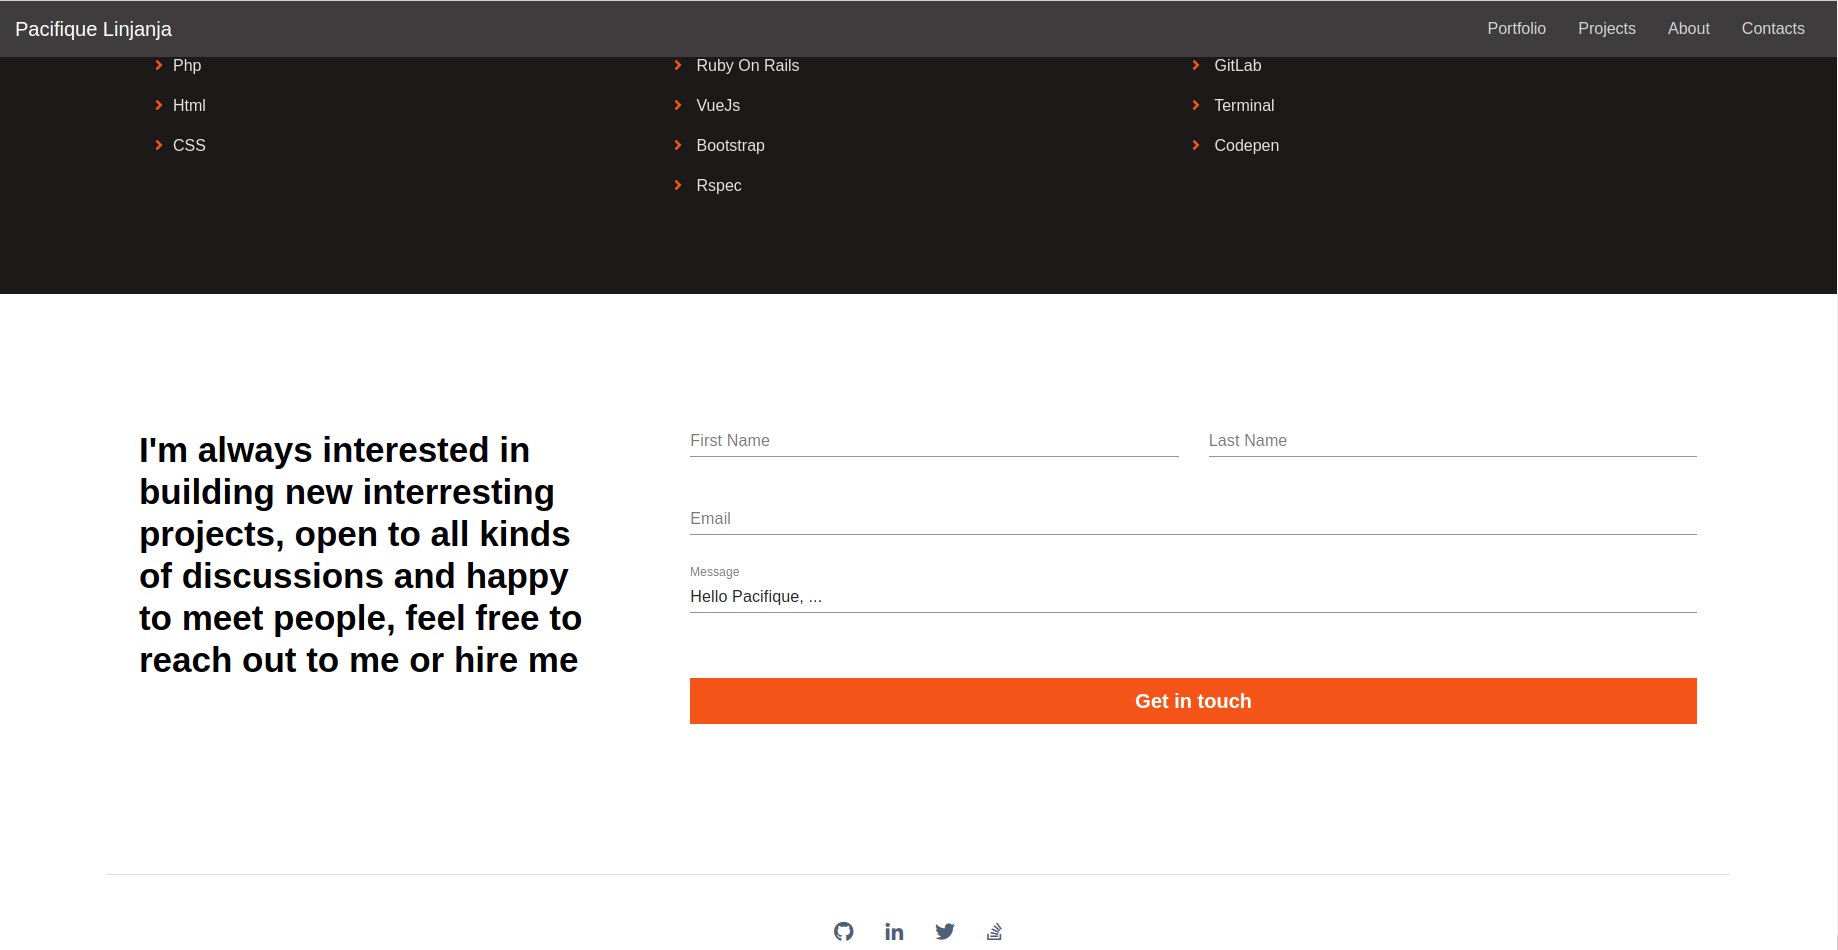 Pacifique Linjanja
Portfolio Projects About Contacts
Php
Html
CSS
Ruby On Rails
VueJs
Bootstrap
Rspec
GitLab
Terminal
Codepen
I'm always interested in
building new interresting
projects, open to all kinds
of discussions and happy
to meet people, feel free to
reach out to me or hire me
First Name
Last Name
Email
Message
Hello Pacifique, ...
Get in touch